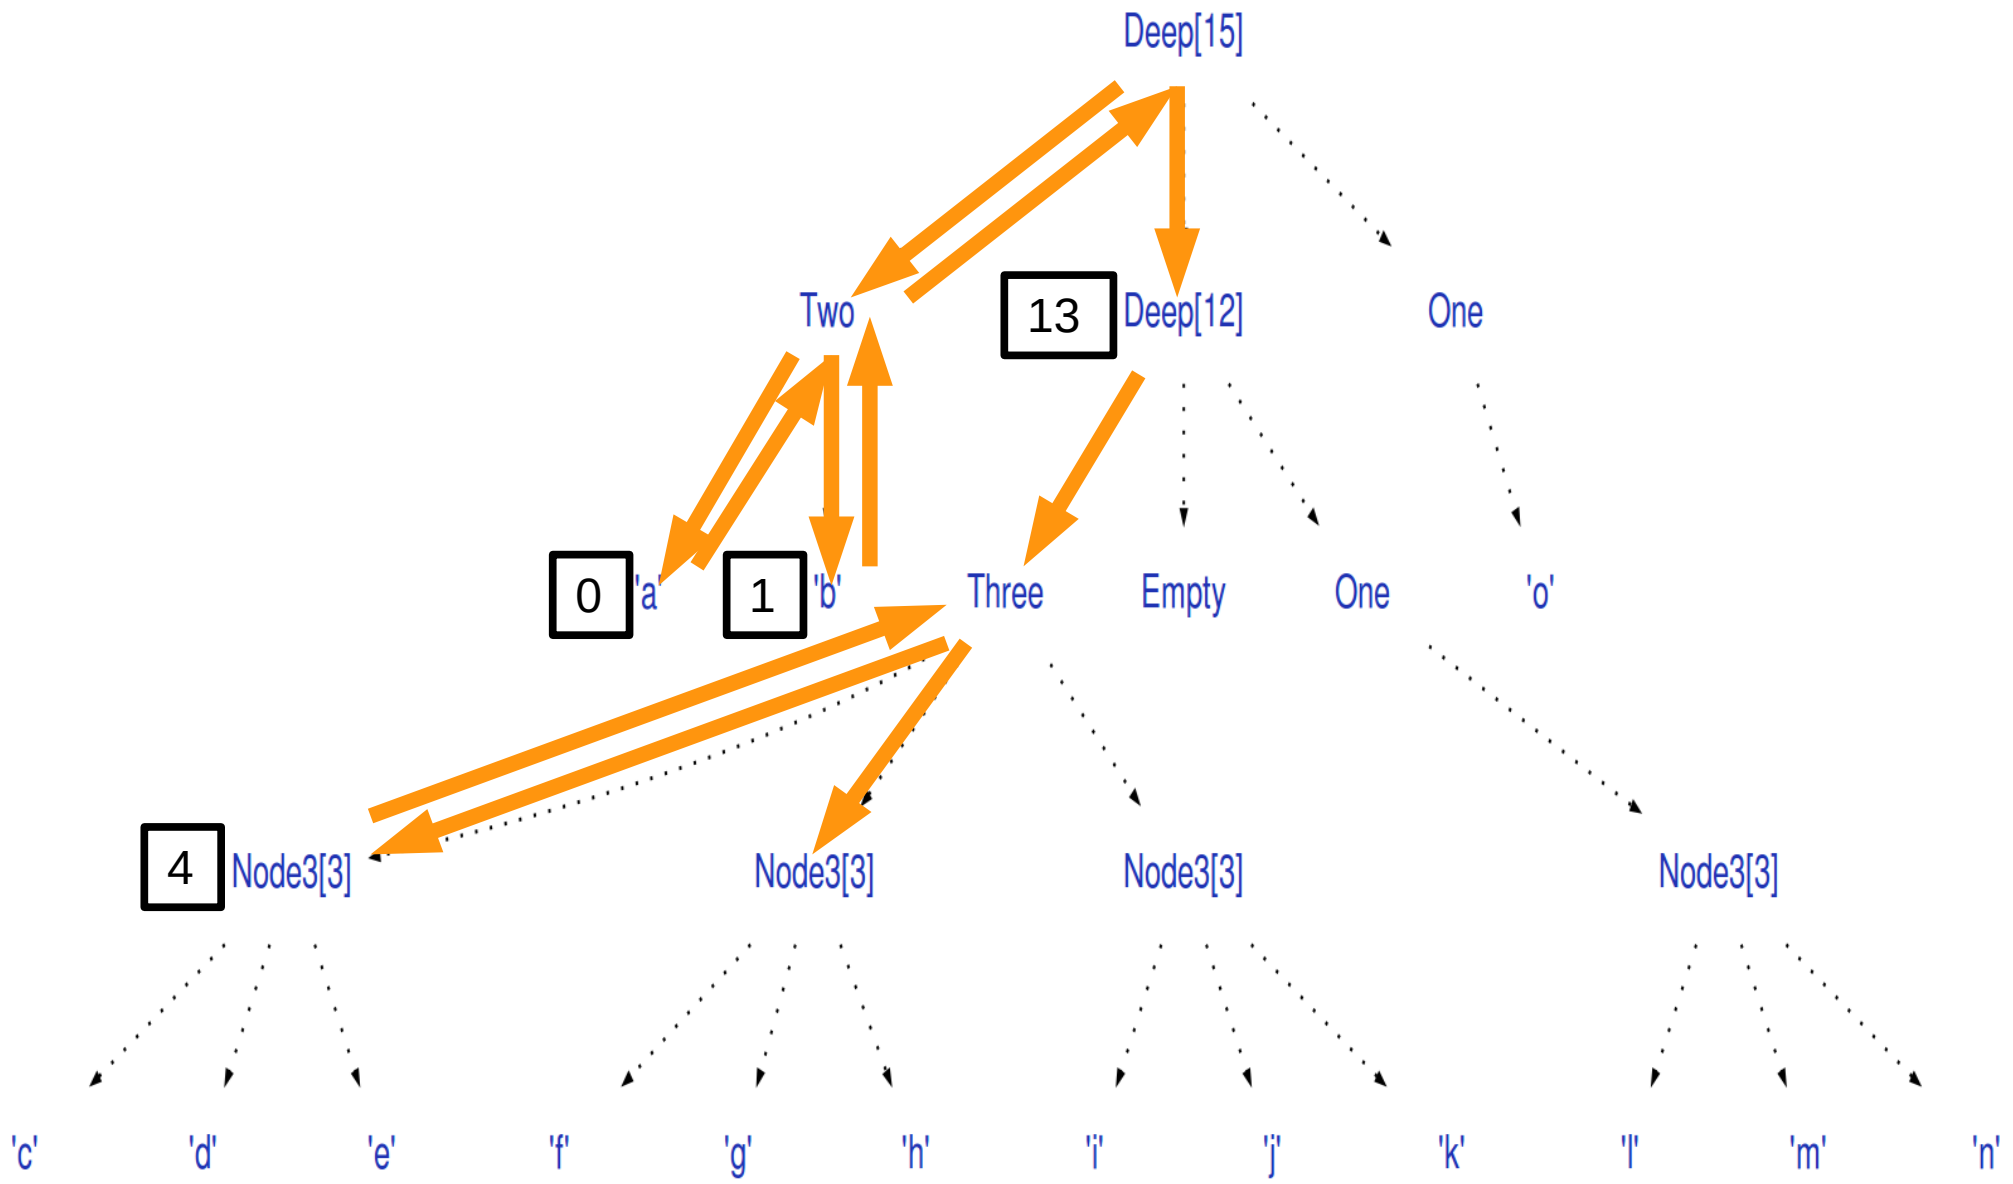 Deep[15]
Two
13
Deep[12]
One
0
'a'
1
'b'
Three
Empty
One
'o'
4
Node3[3]
Node3[3]
Node3[3]
Node3[3]
'c'
'd'
'e'
'f'
'g'
'h'
'i'
'j'
'k'
'l'
'm'
'n'